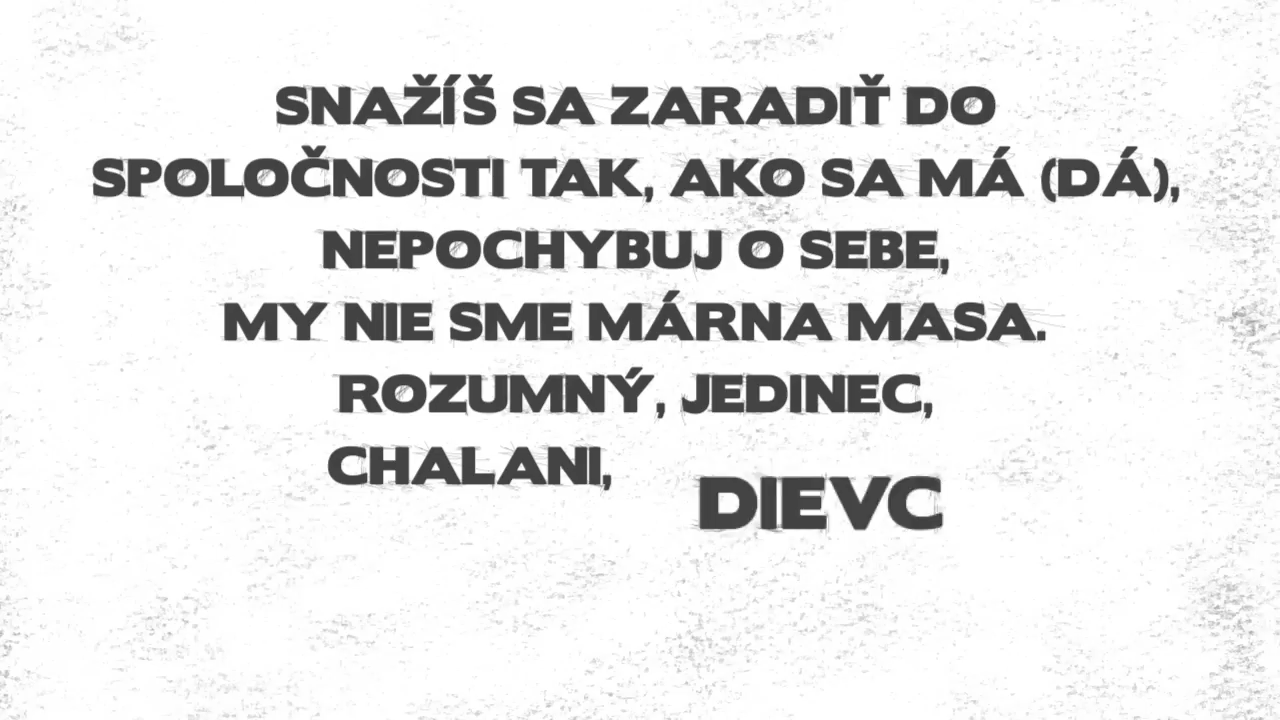 SNAŽÍŠ SA ZARADIŤ DO
SPOLOČNOSTI TAK, AKO SA MÁ (DÁ),
NEPOCHYBUJ O SEBE,
MY NIE SME MÁRNA MASA.
ROZUMNÝ, JEDINEC,
CHALANI,
DIEVC